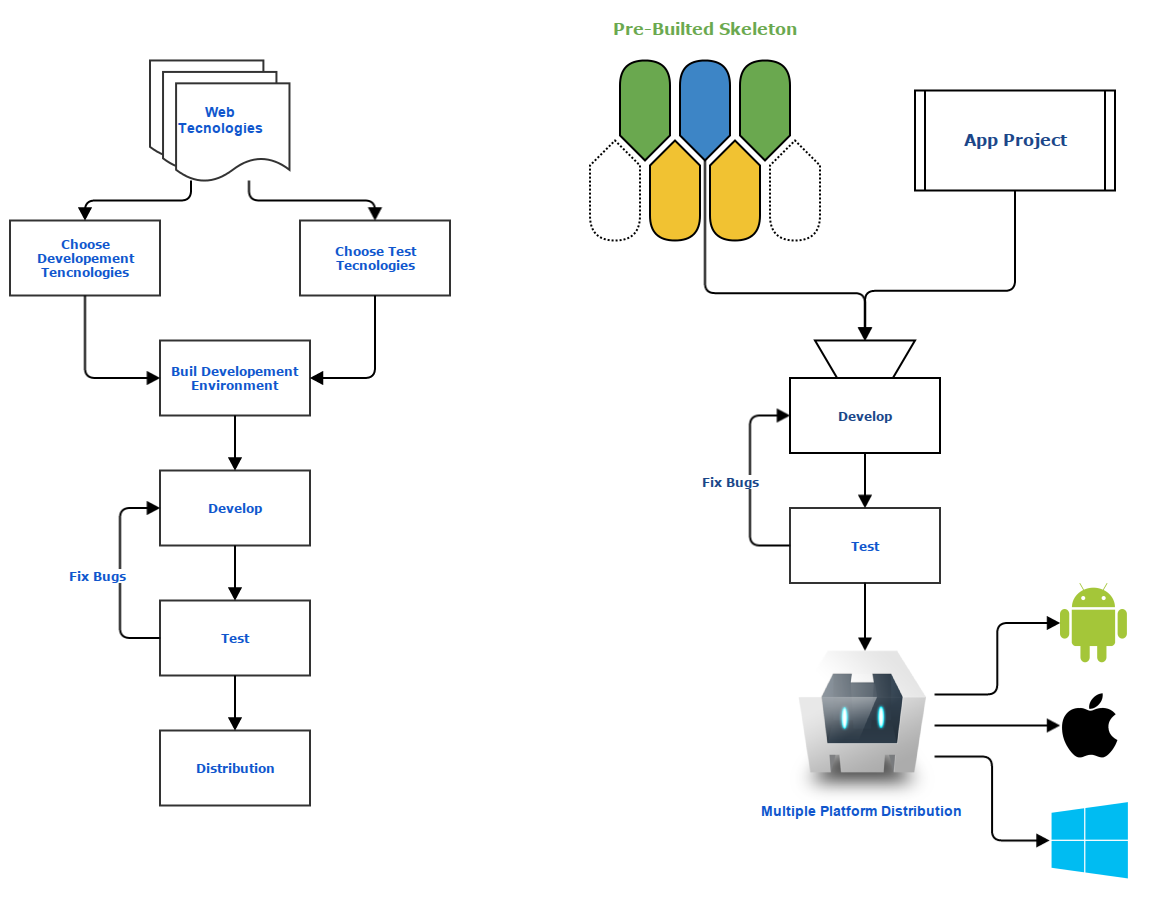 Pre-Builted Skeleton
Web
Tecnologies
App Project
Choose
Developement
Tencnologies
Choose Test
Tecnologies
Buil Developement
Environment
Develop
Fix Bugs
Test
Distribution
Develop
Fix Bugs
Test
Multiple Platform Distribution